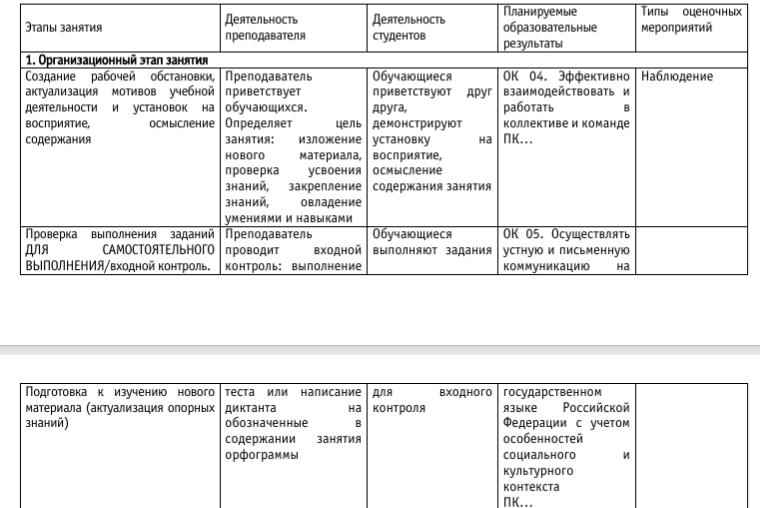 Этапы занятия
Деятельность
преподавателя
Деятельность
студентов
Планируемые
образовательные
результаты
Типы оценочных
мероприятий
1. Организационный этап занятия
Создание рабочей обстановки,
актуализация мотивов учебной
деятельности и установок на
восприятие, осмысление
содержания
Преподаватель
приветствует
обучающихся.
Определяет цель
занятия: изложение
нового материала,
проверка усвоения
знаний, закрепление
знаний, овладение
умениями и навыками
Обучающиеся
приветствуют друг
друга,
демонстрируют
установку на
восприятие,
осмысление
содержания занятия
ОК 04. Эффективно
взаимодействовать и
работать в
коллективе и команде
ПК...
Наблюдение
Проверка выполнения заданий
ДЛЯ САМОСТОЯТЕЛЬНОГО
ВЫПОЛНЕНИЯ/входной контроль.
Преподаватель
проводит входной
контроль: выполнение
Обучающиеся
выполняют задания
ОК 05. Осуществлять
устную и письменную
коммуникацию на
Подготовка к изучению нового
материала (актуализация опорных
знаний)
теста или написание
диктанта на
обозначенные в
содержании занятия
орфограммы
для входного
контроля
государственном
языке Российской
Федерации с учетом
особенностей
социального и
культурного
контекста
ПК...